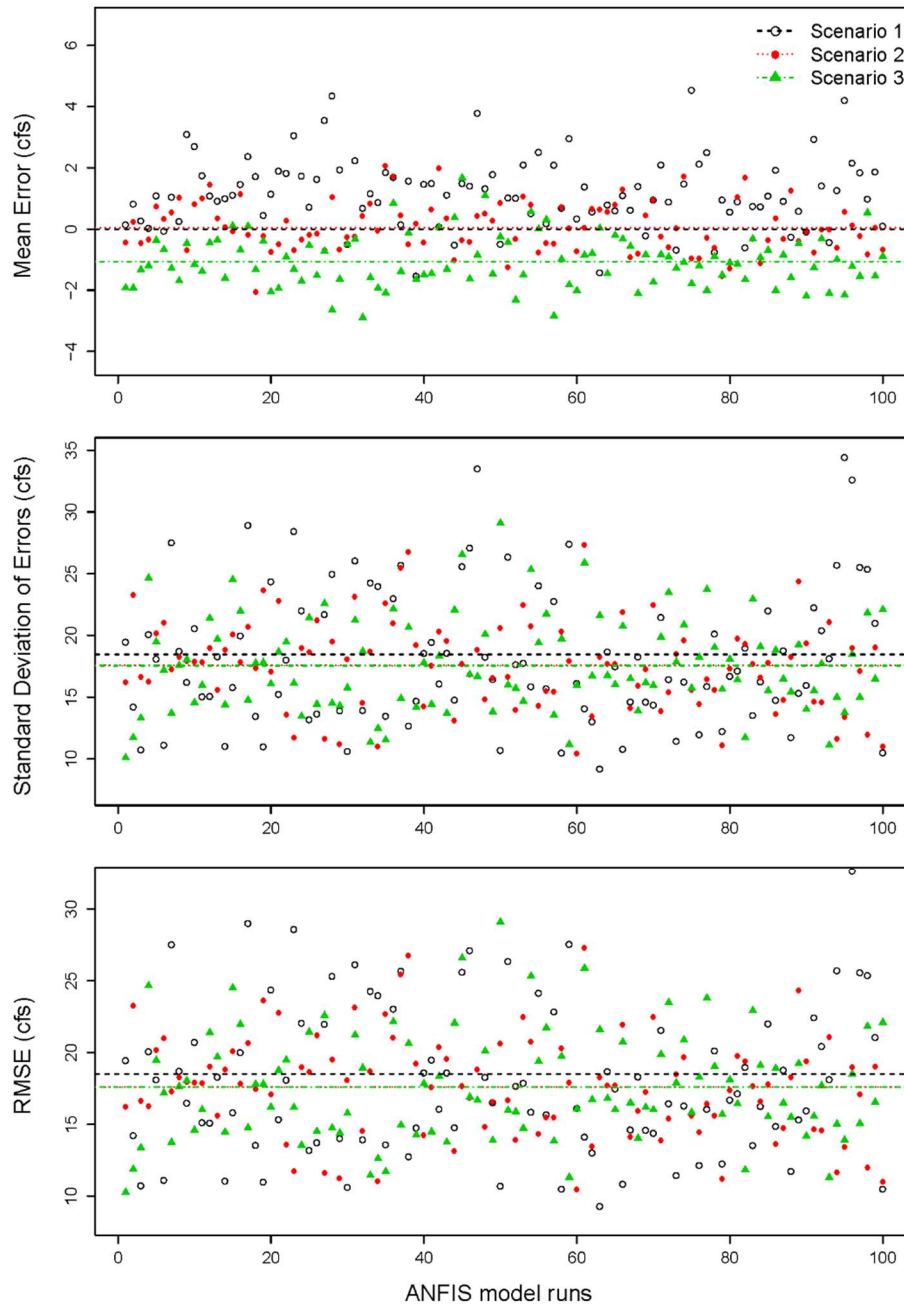 Mean Error (cfs)
6
4
2
0
−2
−4
Scenario 1
Scenario 2
Scenario 3
0 20 40 60 80 100
Standard Deviation of Errors (cfs)
35
30
25
20
15
10
0 20 40 60 80 100
RMSE (cfs)
30
25
20
15
10
0 20 40 60 80 100
ANFIS model runs